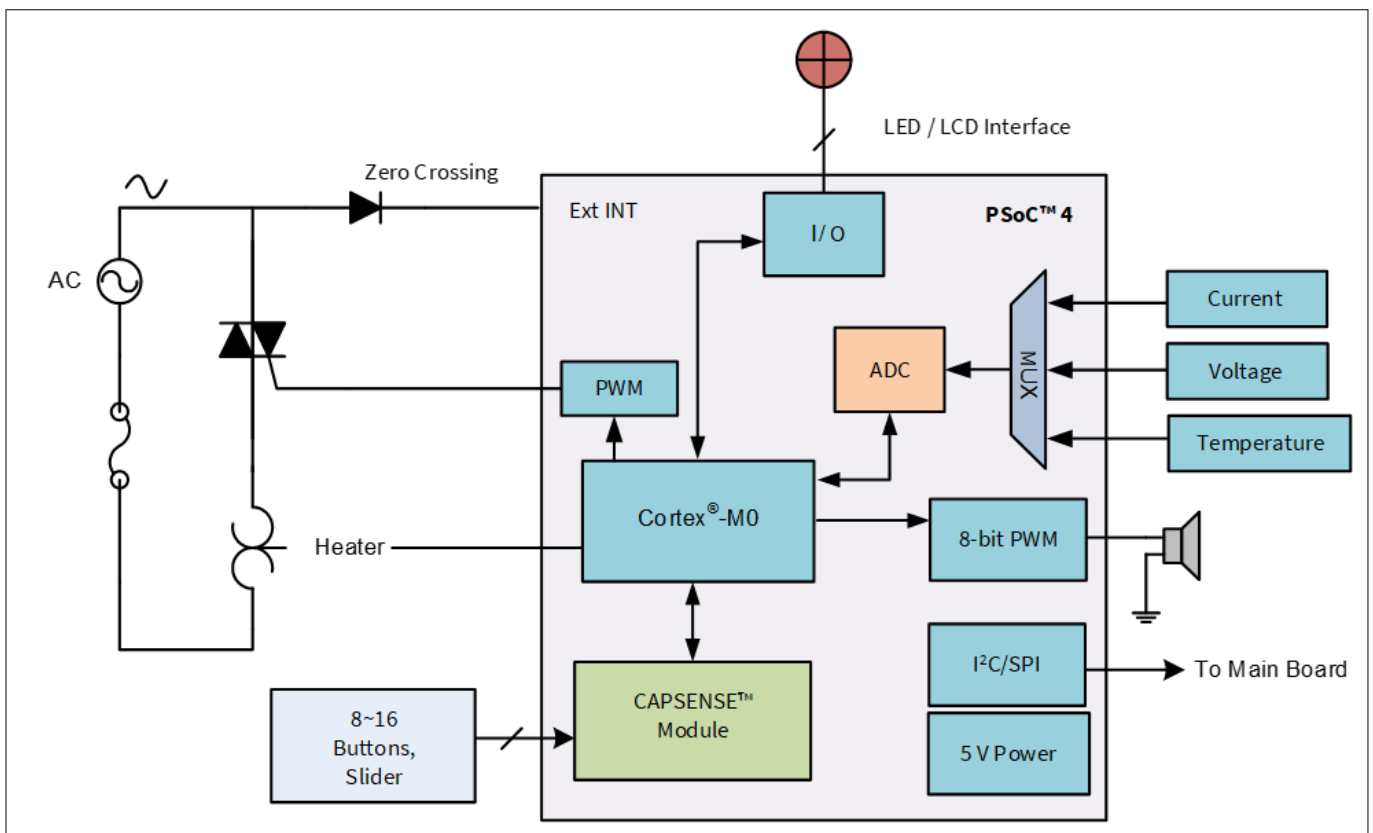 LED / LCD Interface
Zero Crossing
Ext INT
PSoC™ 4
I/O
AC
Current
MUX
ADC
Voltage
PWM
Temperature
Cortex®-M0
8-bit PWM
Heater
I²C/SPI
To Main Board
CAPSENSE™
Module
8~16
Buttons,
Slider
5 V Power